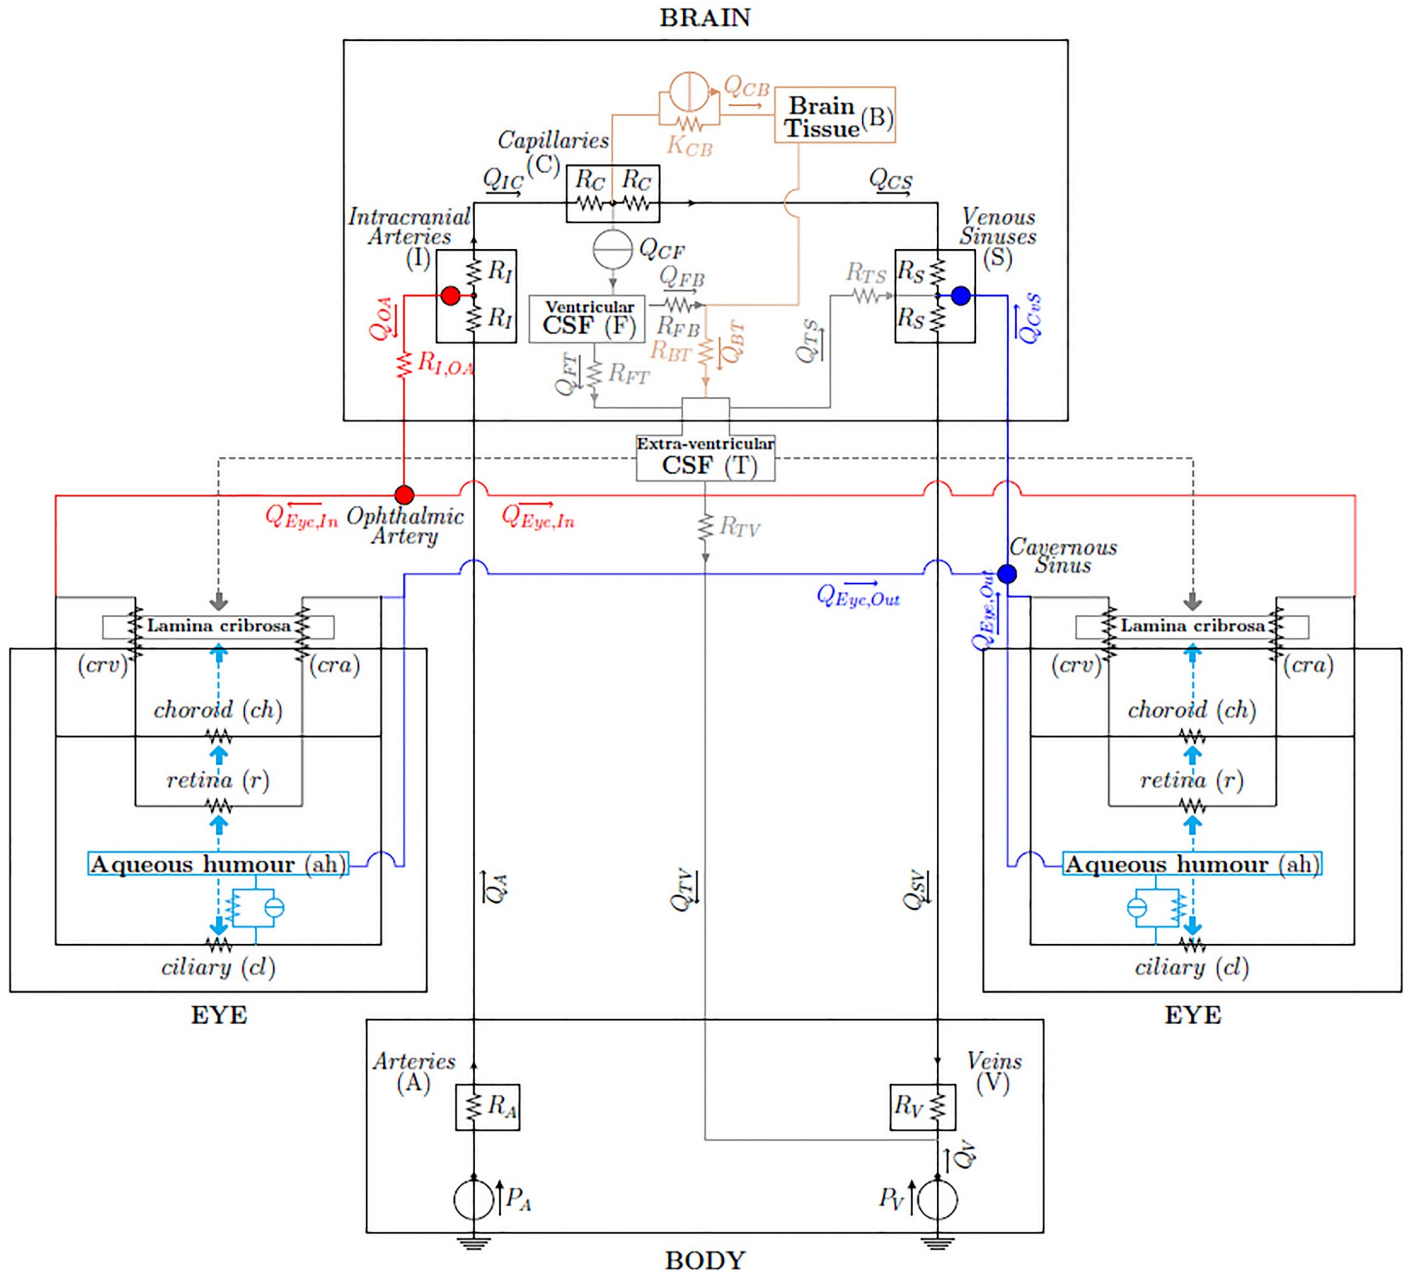 BRAIN
Q_CB
Brain
Tissue (B)
K_CB
Capillaries
(C)
Q_IC
R_C R_C
Q_CS
Intracranial
Arteries
(I)
R_I
R_I
Q_CF
Venous
Sinuses
(S)
R_S
R_S
R_TS
Q_FB
Ventricular
CSF (F)
R_FB
Q_OA
R_I,OA
Q_FT
R_FT
R_BT
Q_BT
Q_TS
Q_CvS
Extra-ventricular
CSF (T)
Q_Eye,In
Ophthalmic
Artery
Q_Eye,In
R_TV
Cavernous
Sinus
Q_Eye,Out
Q_Eye,Out
Lamina cribrosa
(crv)
(cra)
choroid (ch)
retina (r)
Aqueous humour (ah)
ciliary (cl)
EYE
Lamina cribrosa
(crv)
(cra)
choroid (ch)
retina (r)
Aqueous humour (ah)
ciliary (cl)
EYE
Q_A
Q_TV
Q_SV
Arteries
(A)
R_A
P_A
Veins
(V)
R_V
Q_V
P_V
BODY